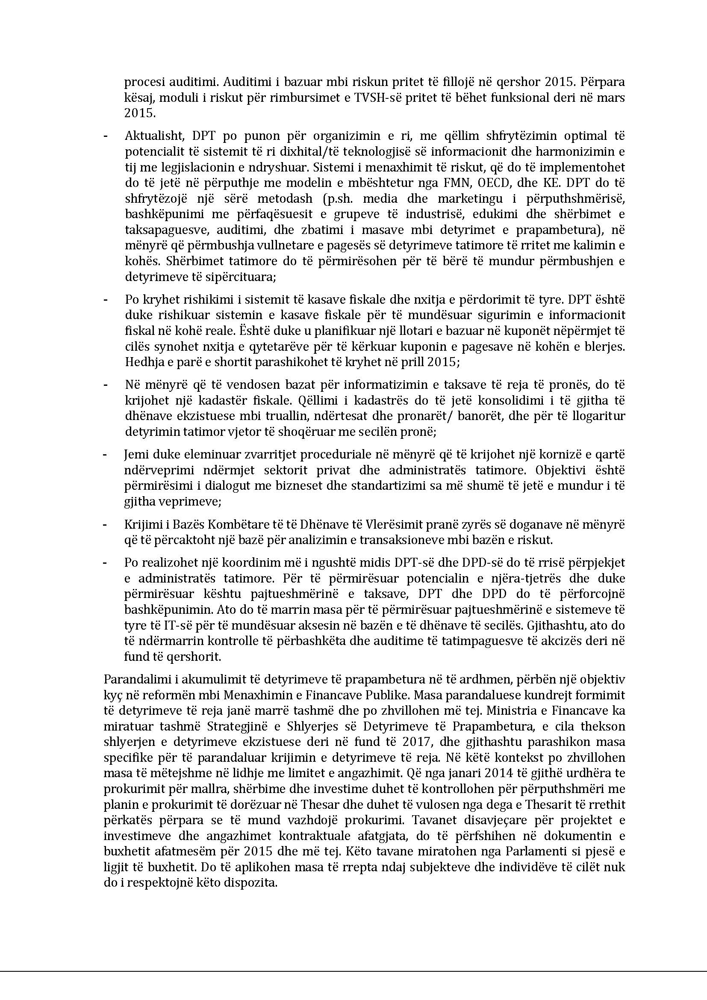 procesi auditimi. Auditimi i bazuar mbi riskun pritet të fillojë në qershor 2015. Përpara
kësaj, moduli i riskut për rimbursimet e TVSH-së pritet të bëhet funksional deri në mars
2015.
- Aktualisht, DPT po punon për organizimin e ri, me qëllim shfrytëzimin optimal të
potencialit të sistemit të ri dixhital/të teknologjisë së informacionit dhe harmonizimin e
tij me legjislacionin e ndryshuar. Sistemi i menaxhimit të riskut, që do të implementohet
do të jetë në përputhje me modelin e mbështetur nga FMN, OECD, dhe KE. DPT do të
shfrytëzojë një sërë metodash (p.sh. media dhe marketingu i përputhshmërisë,
bashkëpunimi me përfaqësuesit e grupeve të industrisë, edukimi dhe shërbimet e
taksapaguesve, auditimi, dhe zbatimi i masave mbi detyrimet e prapambetura), në
mënyrë që përmbushja vullnetare e pagesës së detyrimeve tatimore të rritet me kalimin e
kohës. Shërbimet tatimore do të përmirësohen për të bërë të mundur përmbushjen e
detyrimeve të sipërcituara;
- Po kryhet rishikimi i sistemit të kasave fiskale dhe nxitja e përdorimit të tyre. DPT është
duke rishikuar sistemin e kasave fiskale për të mundësuar sigurimin e informacionit
fiskal në kohë reale. Është duke u planifikuar një llotari e bazuar në kuponët nëpërmjet të
cilës synohet nxitja e qytetarëve për të kërkuar kuponin e pagesave në kohën e blerjes.
Hedhja e parë e shortit parashikohet të kryhet në prill 2015;
- Në mënyrë që të vendosen bazat për informatizimin e taksave të reja të pronës, do të
krijohet një kadastër fiskale. Qëllimi i kadastrës do të jetë konsolidimi i të gjitha të
dhënave ekzistuese mbi truallin, ndërtesat dhe pronarët/ banorët, dhe për të llogaritur
detyrimin tatimor vjetor të shoqëruar me secilën pronë;
- Jemi duke eleminuar zvarritjet proceduriale në mënyrë që të krijohet një kornizë e qartë
ndërveprimi ndërmjet sektorit privat dhe administratës tatimore. Objektivi është
përmirësimi i dialogut me bizneset dhe standartizimi sa më shumë të jetë e mundur i të
gjitha veprimeve;
- Krijimi i Bazës Kombëtare të të Dhënave të Vlerësimit pranë zyrës së doganave në mënyrë
që të përcaktoht një bazë për analizimin e transaksioneve mbi bazën e riskut.
- Po realizohet një koordinim më i ngushtë midis DPT-së dhe DPD-së do të rrisë përpjekjet
e administratës tatimore. Për të përmirësuar potencialin e njëra-tjetrës dhe duke
përmirësuar kështu pajtueshmërinë e taksave, DPT dhe DPD do të përforcojnë
bashkëpunimin. Ato do të marrin masa për të përmirësuar pajtueshmërinë e sistemeve të
tyre të IT-së për të mundësuar aksesin në bazën e të dhënave të secilës. Gjithashtu, ato do
të ndërmarrin kontrolle të përbashkëta dhe auditime të tatimpaguesve të akcizës deri në
fund të qershorit.
Parandalimi i akumulimit të detyrimeve të prapambetura në të ardhmen, përbën një objektiv
kyç në reformën mbi Menaxhimin e Financave Publike. Masa parandaluese kundrejt formimit
të detyrimeve të reja janë marrë tashmë dhe po zhvillohen më tej. Ministria e Financave ka
miratuar tashmë Strategjinë e Shlyerjes së Detyrimeve të Prapambetura, e cila thekson
shlyerjen e detyrimeve ekzistuese deri në fund të 2017, dhe gjithashtu parashikon masa
specifike për të parandaluar krijimin e detyrimeve të reja. Në këtë kontekst po zhvillohen
masa të mëtejshme në lidhje me limitet e angazhimit. Që nga janari 2014 të gjithë urdhëra te
prokurimit për mallra, shërbime dhe investime duhet të kontrollohen për përputhshmëri me
planin e prokurimit të dorëzuar në Thesar dhe duhet të vulosen nga dega e Thesarit të rrethit
përkatës përpara se të mund vazhdojë prokurimi. Tavanet disavjeçare për projektet e
investimeve dhe angazhimet kontraktuale afatgjata, do të përfshihen në dokumentin e
buxhetit afatmesëm për 2015 dhe më tej. Këto tavane miratohen nga Parlamenti si pjesë e
ligjit të buxhetit. Do të aplikohen masa të rrepta ndaj subjekteve dhe individëve të cilët nuk
do i respektojnë këto dispozita.